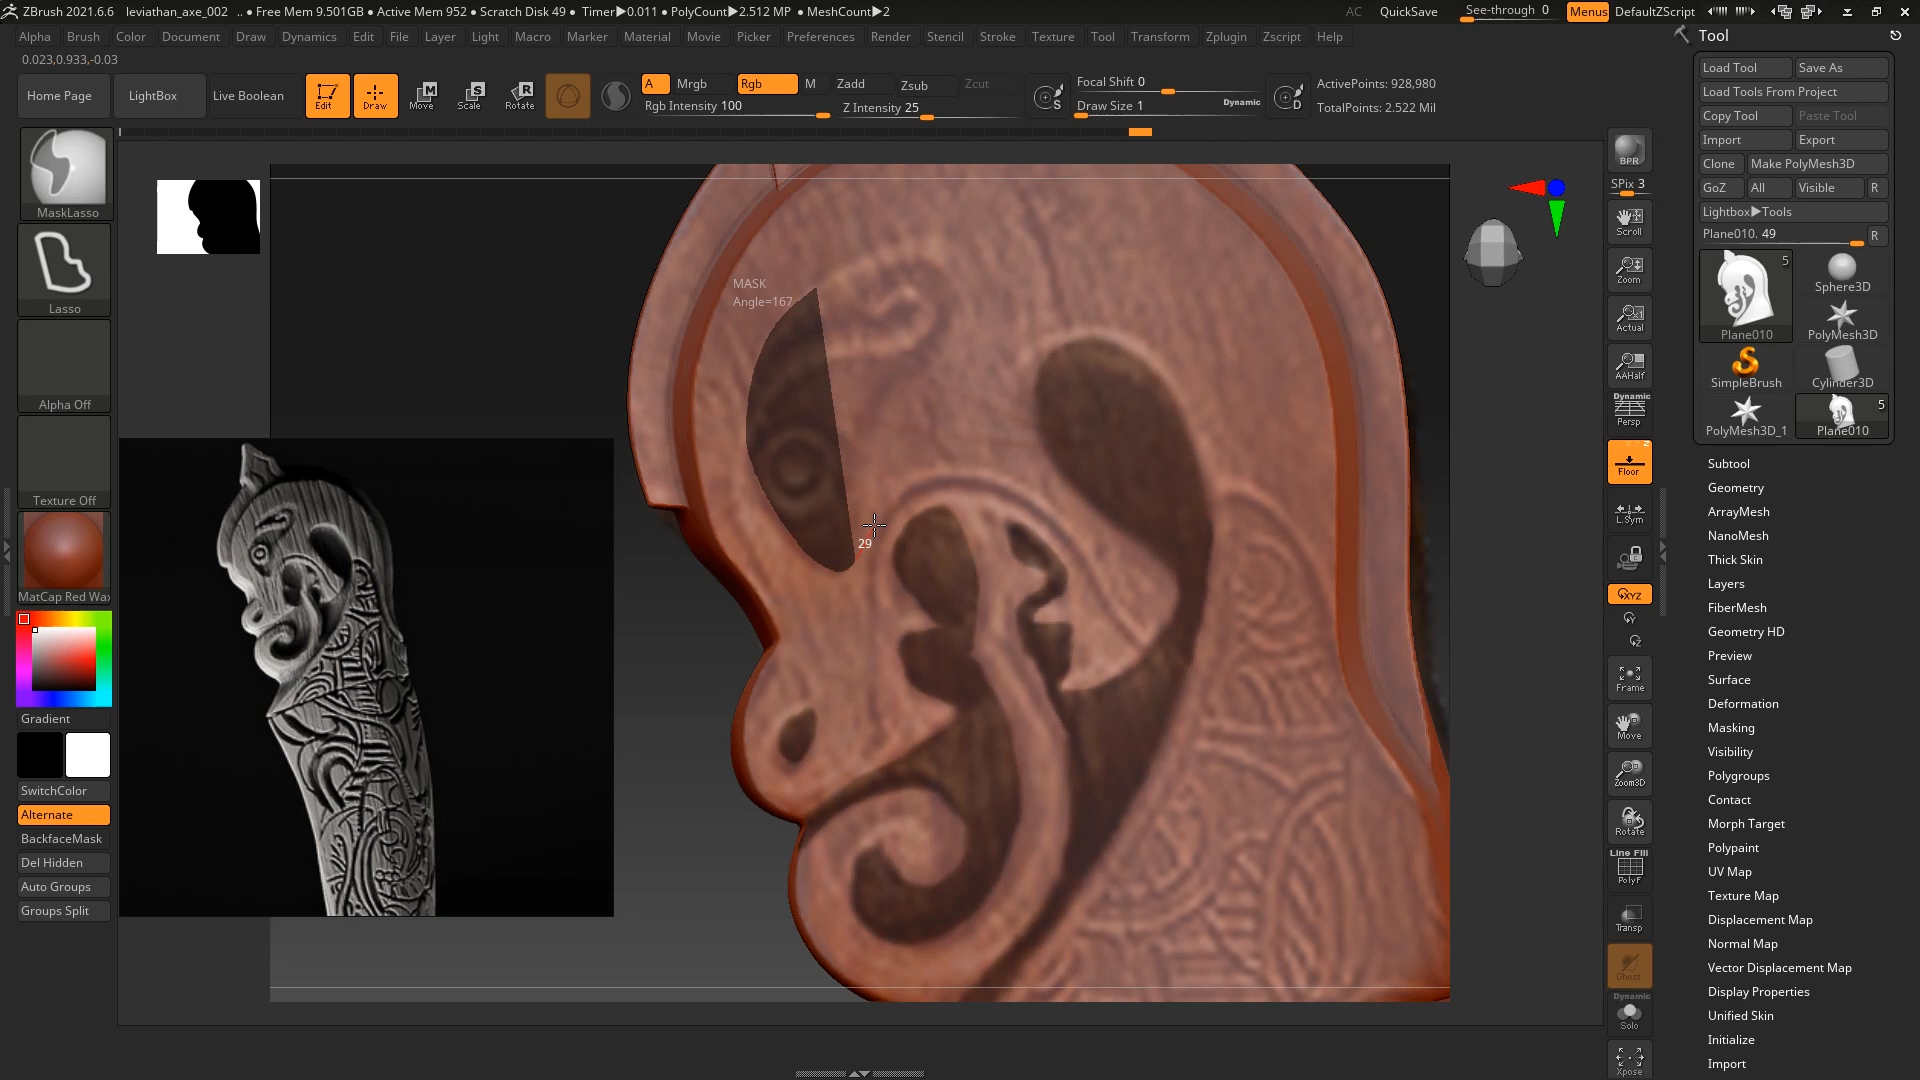 ZBrush 2021.6.6 leviathan_axe_002 .. ● Free Mem 9.501GB ● Active Mem 952 ● Scratch Disk 49 ● Timer▶0.011 ● PolyCount▶2.512 MP ● MeshCount▶2 AC QuickSave See-through 0 Menus DefaultZScript
Alpha Brush Color Document Draw Dynamics Edit File Layer Light Macro Marker Material Movie Picker Preferences Render Stencil Stroke Texture Tool Transform Zplugin Zscript Help
0.023,0.933,-0.03
Home Page LightBox Live Boolean Edit Draw Move Scale Rotate
A Mrgb Rgb M Zadd Zsub Zcut
Rgb Intensity 100 Z Intensity 25
Focal Shift 0
Draw Size 1 Dynamic
ActivePoints: 928,980
TotalPoints: 2.522 Mil
MaskLasso
Lasso
Alpha Off
Texture Off
MatCap Red Wax
Gradient
SwitchColor
Alternate
BackfaceMask
Del Hidden
Auto Groups
Groups Split
MASK
Angle=167
29
BPR
SPix 3
Scroll
Zoom
Actual
AAHalf
Dynamic
Persp
Floor
L.Sym
XYZ
Frame
Move
Zoom3D
Rotate
Line Fill
PolyF
Transp
Ghost
Dynamic
Solo
Xpose
Tool
Load Tool Save As
Load Tools From Project
Copy Tool Paste Tool
Import Export
Clone Make PolyMesh3D
GoZ All Visible R
Lightbox▶Tools
Plane010. 49 R
5
Plane010
Sphere3D
PolyMesh3D
SimpleBrush Cylinder3D
PolyMesh3D_1
5
Plane010
Subtool
Geometry
ArrayMesh
NanoMesh
Thick Skin
Layers
FiberMesh
Geometry HD
Preview
Surface
Deformation
Masking
Visibility
Polygroups
Contact
Morph Target
Polypaint
UV Map
Texture Map
Displacement Map
Normal Map
Vector Displacement Map
Display Properties
Unified Skin
Initialize
Import